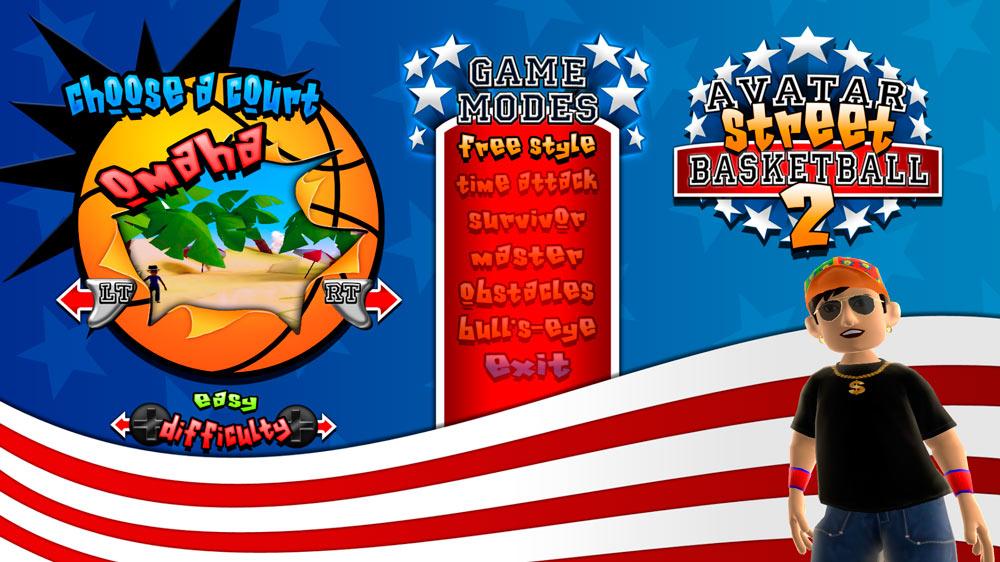 choose a court
omaha
LT
RT
easy
difficulty
GAME
MODES
free style
time attack
survivor
master
obstacles
bull's-eye
exit
AVATAR
street
BASKETBALL
2
$